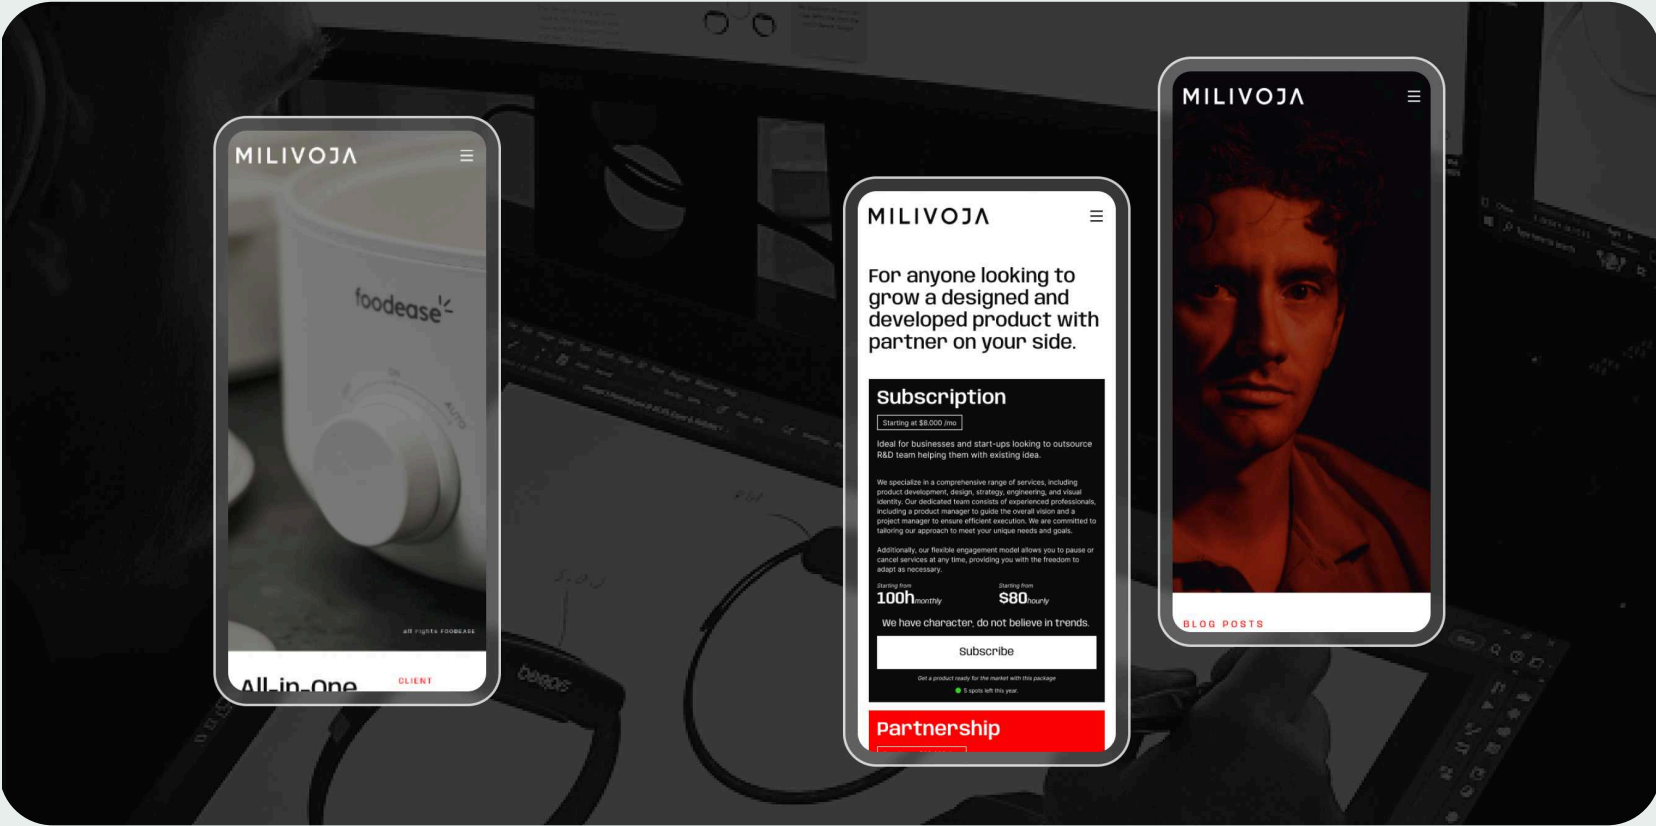 MILIVOJA
foodease
ON
AUTO
all rights FOODEASE
All-in-One
CLIENT
MILIVOJA
For anyone looking to
grow a designed and
developed product with
partner on your side.
Subscription
Starting at $8.000 /mo
Ideal for businesses and start-ups looking to outsource
R&D team helping them with existing idea.
We specialize in a comprehensive range of services, including
product development, design, strategy, engineering, and visual
identity. Our dedicated team consists of experienced professionals,
including a product manager to guide the overall vision and a
project manager to ensure efficient execution. We are committed to
tailoring our approach to meet your unique needs and goals.
Additionally, our flexible engagement model allows you to pause or
cancel services at any time, providing you with the freedom to
adapt as necessary.
Starting from Starting from
100h monthly $80 hourly
We have character, do not believe in trends.
Subscribe
Get a product ready for the market with this package
5 spots left this year.
Partnership
MILIVOJA
BLOG POSTS